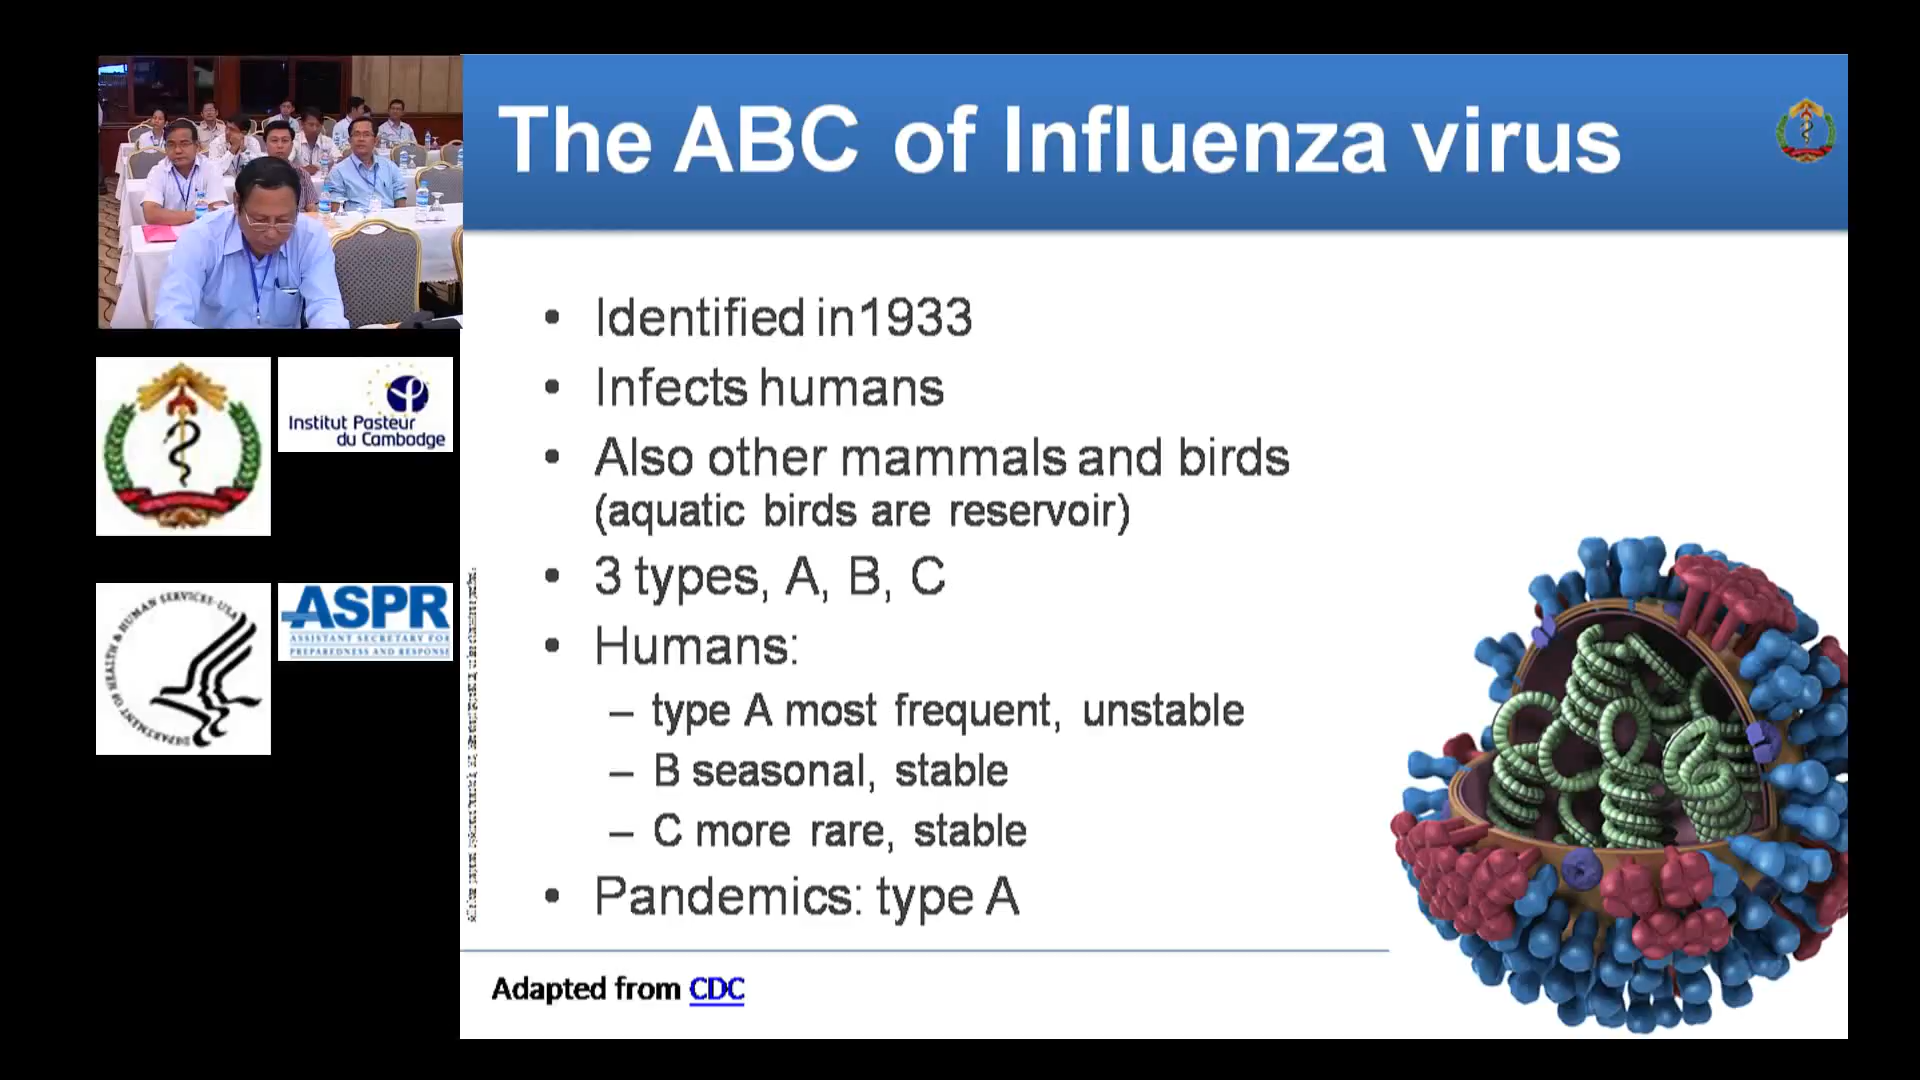 The ABC of Influenza virus
• Identified in1933
• Infects humans
• Also other mammals and birds
(aquatic birds are reservoir)
• 3 types, A, B, C
• Humans:
– type A most frequent, unstable
– B seasonal, stable
– C more rare, stable
• Pandemics: type A
Adapted from CDC
Institut Pasteur
du Cambodge
DEPARTMENT OF HEALTH & HUMAN SERVICES·USA
ASPR
ASSISTANT SECRETARY FOR
PREPAREDNESS AND RESPONSE